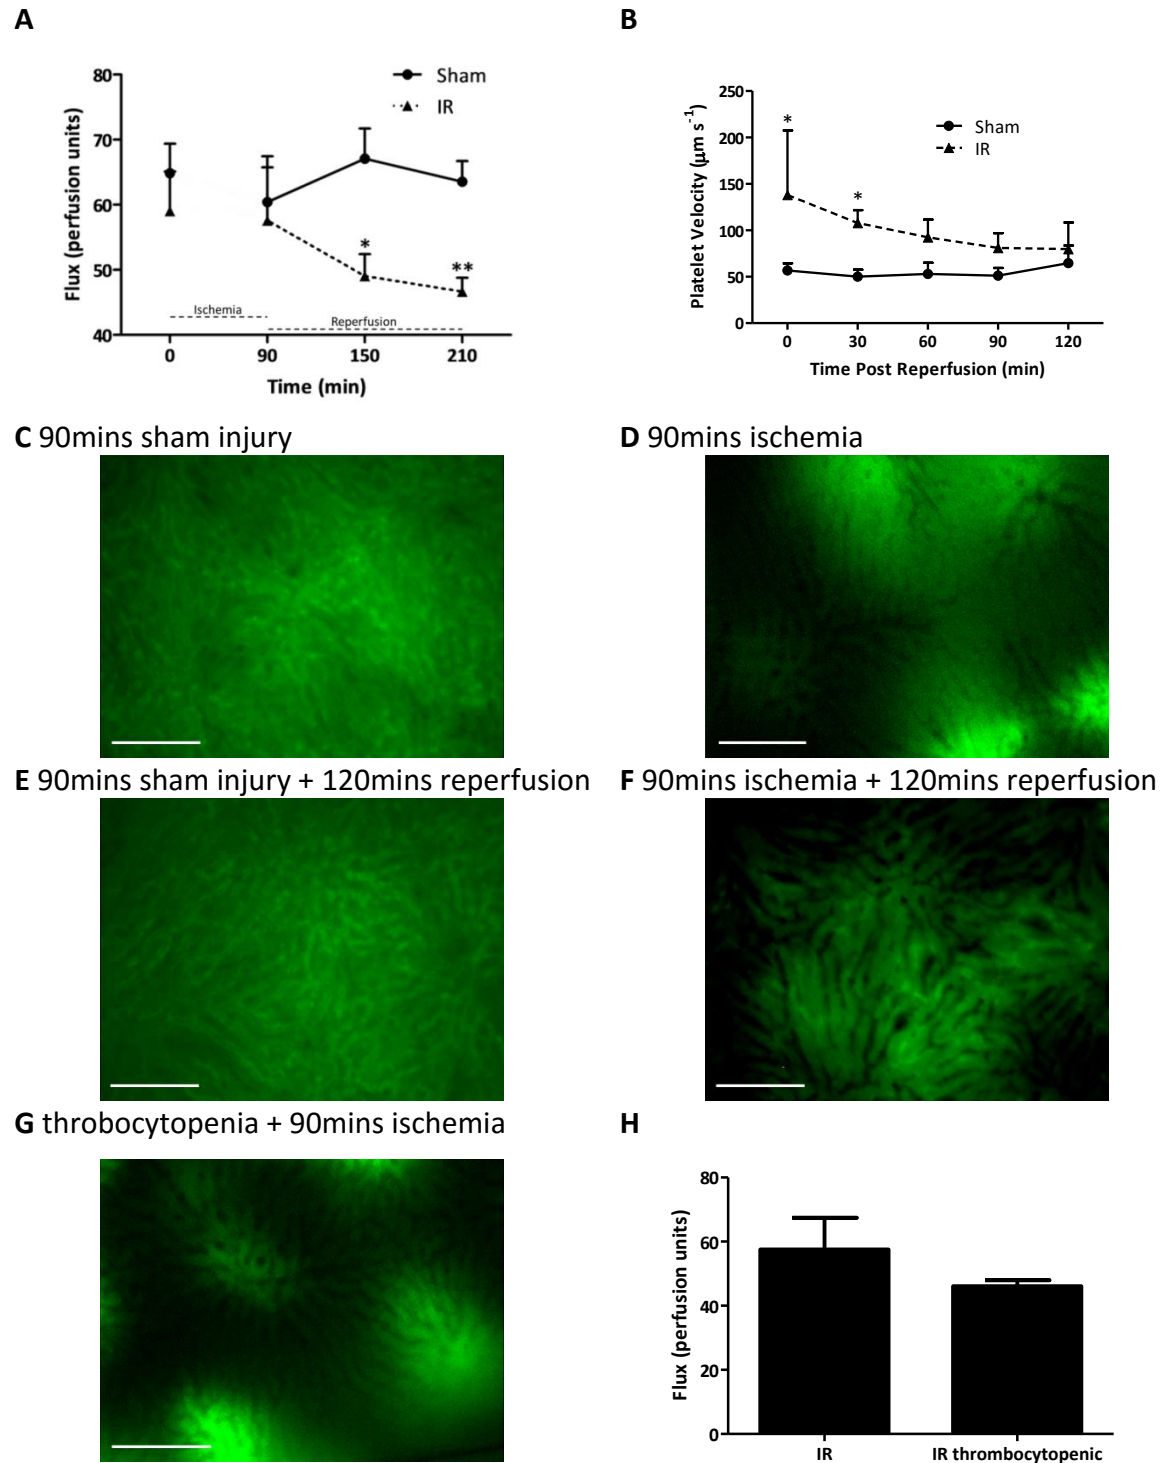 A
80
70
60
50
40
Flux (perfusion units)
Sham
IR
*
**
Ischemia
Reperfusion
0 90 150 210
Time (min)
B
250
200
150
100
50
0
Platelet Velocity (μm s-1)
Sham
IR
*
*
0 30 60 90 120
Time Post Reperfusion (min)
C 90mins sham injury
D 90mins ischemia
E 90mins sham injury + 120mins reperfusion
F 90mins ischemia + 120mins reperfusion
G throbocytopenia + 90mins ischemia
H
80
60
40
20
0
Flux (perfusion units)
IR IR thrombocytopenic